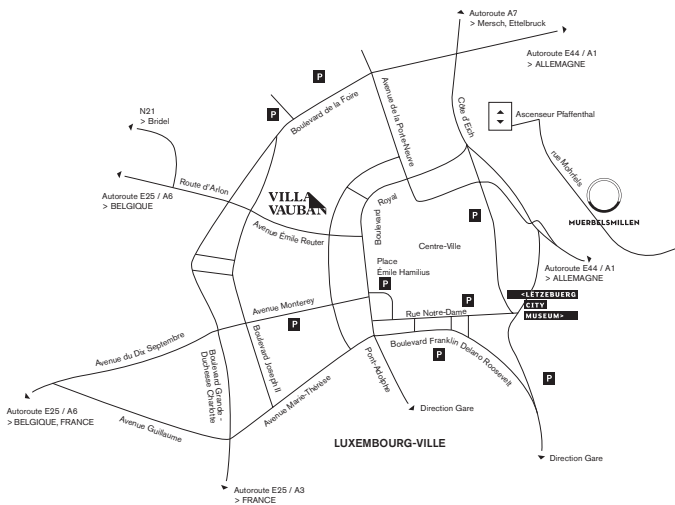 Autoroute A7
> Mersch, Ettelbruck
Autoroute E44 / A1
> ALLEMAGNE
P
Avenue de la Porte-Neuve
Côte d'Eich
Ascenseur Pfaffenthal
N21
> Bridel
P
Boulevard de la Foire
rue Mohrfels
Route d'Arlon
Autoroute E25 / A6
> BELGIQUE
VILLA
VAUBAN
Royal
Boulevard
P
MUERBELSMILLEN
Avenue Émile Reuter
Centre-Ville
Place
Émile Hamilius
P
Autoroute E44 / A1
> ALLEMAGNE
<LËTZEBUERG
CITY
MUSEUM>
Avenue Monterey
P
Rue Notre-Dame
P
Avenue du Dix Septembre
Boulevard Joseph II
Boulevard Grande -
Duchesse Charlotte
Boulevard Franklin Delano Roosevelt
P
Pont-Adolphe
P
Avenue Marie-Thérèse
Autoroute E25 / A6
> BELGIQUE, FRANCE
Avenue Guillaume
Direction Gare
LUXEMBOURG-VILLE
Direction Gare
Autoroute E25 / A3
> FRANCE